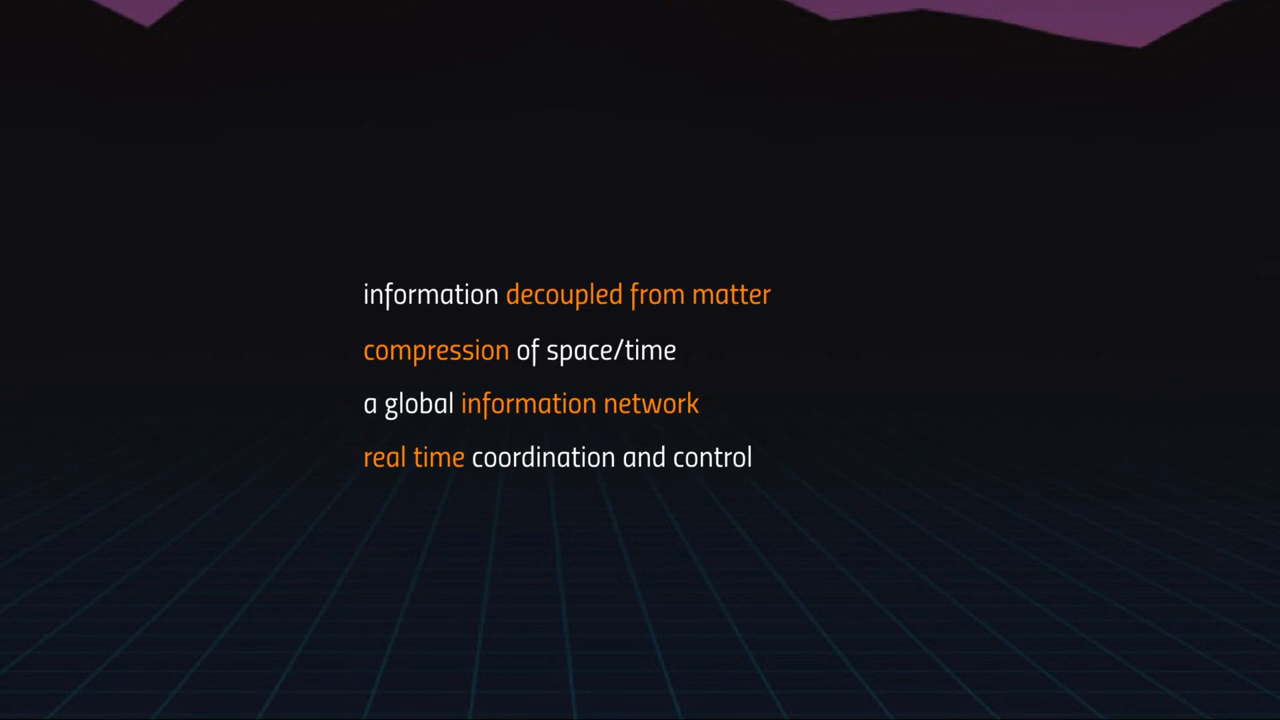 information decoupled from matter
compression of space/time
a global information network
real time coordination and control